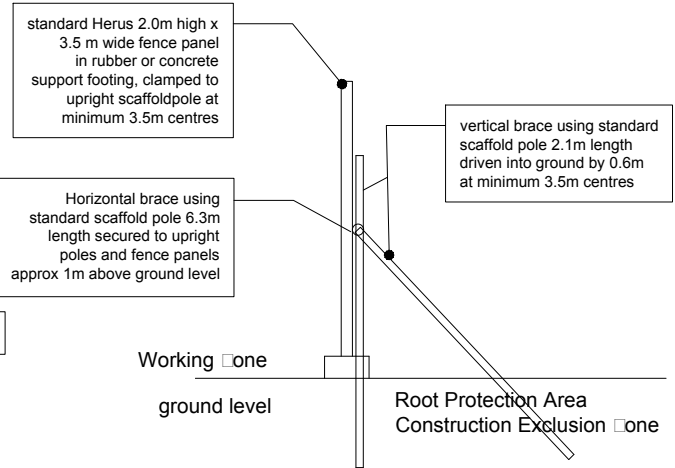 standard Herus 2.0m high x
3.5 m wide fence panel
in rubber or concrete
support footing, clamped to
upright scaffoldpole at
minimum 3.5m centres
vertical brace using standard
scaffold pole 2.1m length
driven into ground by 0.6m
at minimum 3.5m centres
Horizontal brace using
standard scaffold pole 6.3m
length secured to upright
poles and fence panels
approx 1m above ground level
Working □one
ground level
Root Protection Area
Construction Exclusion □one